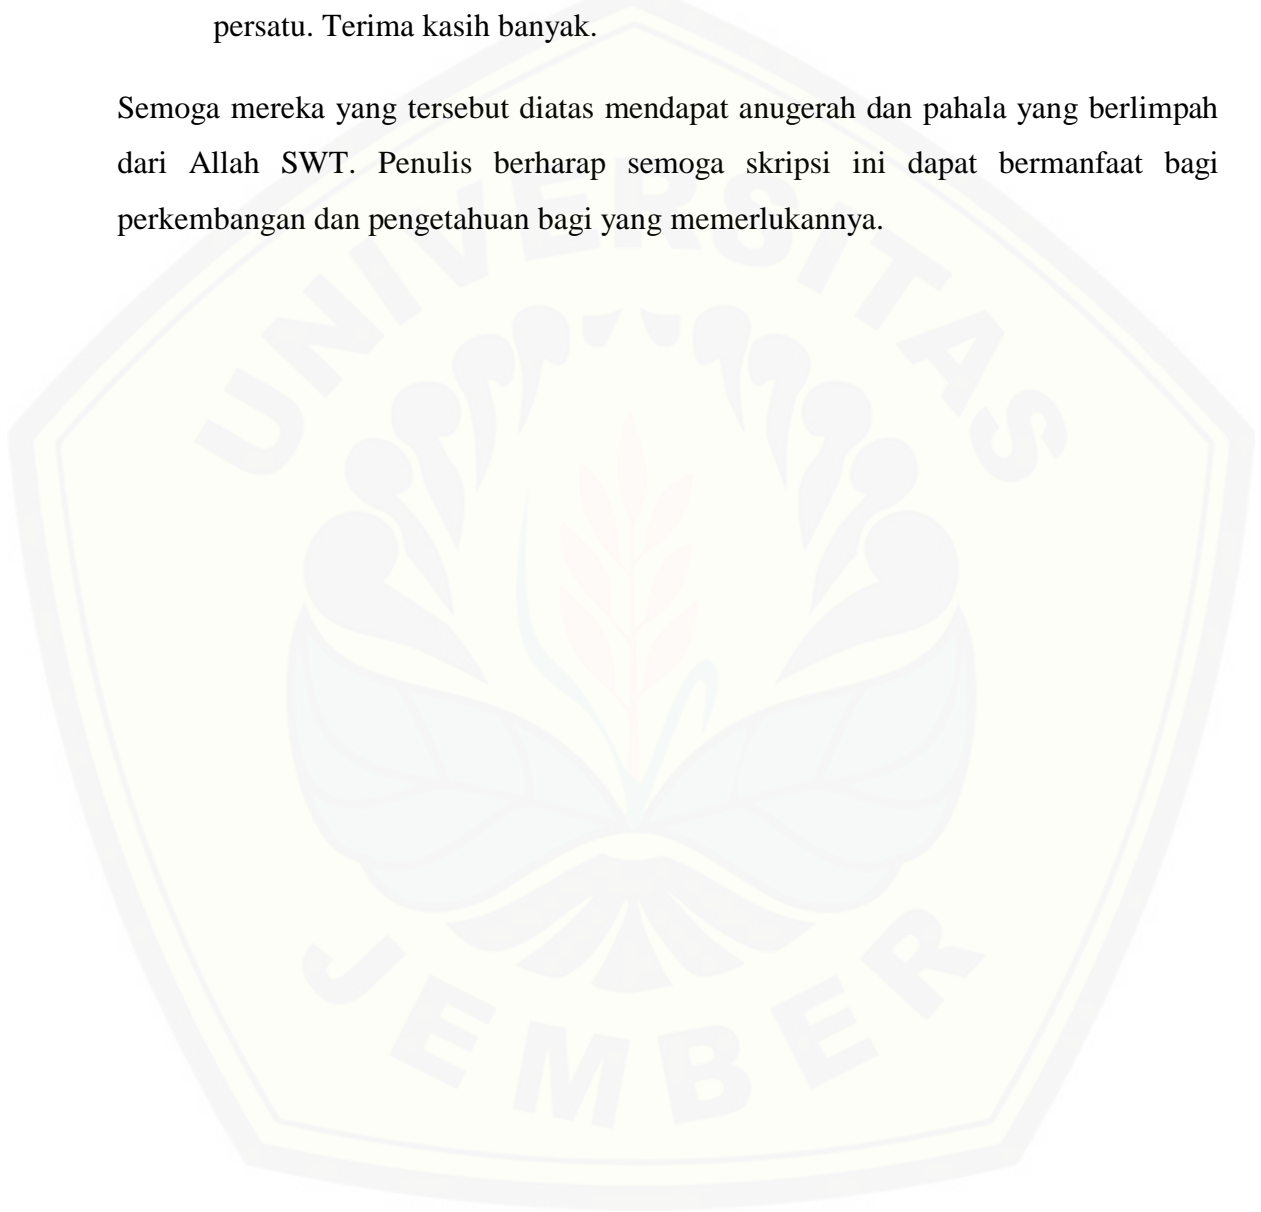 persatu. Terima kasih banyak.
Semoga mereka yang tersebut diatas mendapat anugerah dan pahala yang berlimpah
dari Allah SWT. Penulis berharap semoga skripsi ini dapat bermanfaat bagi
perkembangan dan pengetahuan bagi yang memerlukannya.
UNIVERSITAS
JEMBER